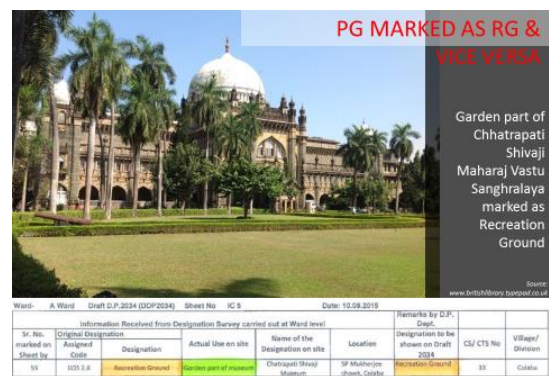 PG MARKED AS RG &
VICE VERSA
Garden part of
Chhatrapati
Shivaji
Maharaj Vastu
Sanghralaya
marked as
Recreation
Ground
Source:
www.britishlibrary.typepad.co.uk
Ward- A Ward Draft D.P.2034 (DDP2034) Sheet No IC 5 Date: 10.08.2015
Information Received from Designation Survey carried out at Ward level
Remarks by D.P. Dept.
Sr. No. marked on Sheet by
Original Designation
Assigned Code
Designation
Actual Use on site
Name of the Designation on site
Location
Designation to be shown on Draft 2034
CS/ CTS No
Village/ Division
55 Recreation Ground Garden part of museum Chatrapati Shivaji Museum SP Mukherjee chowk, Colaba Recreation Ground 33 Colaba